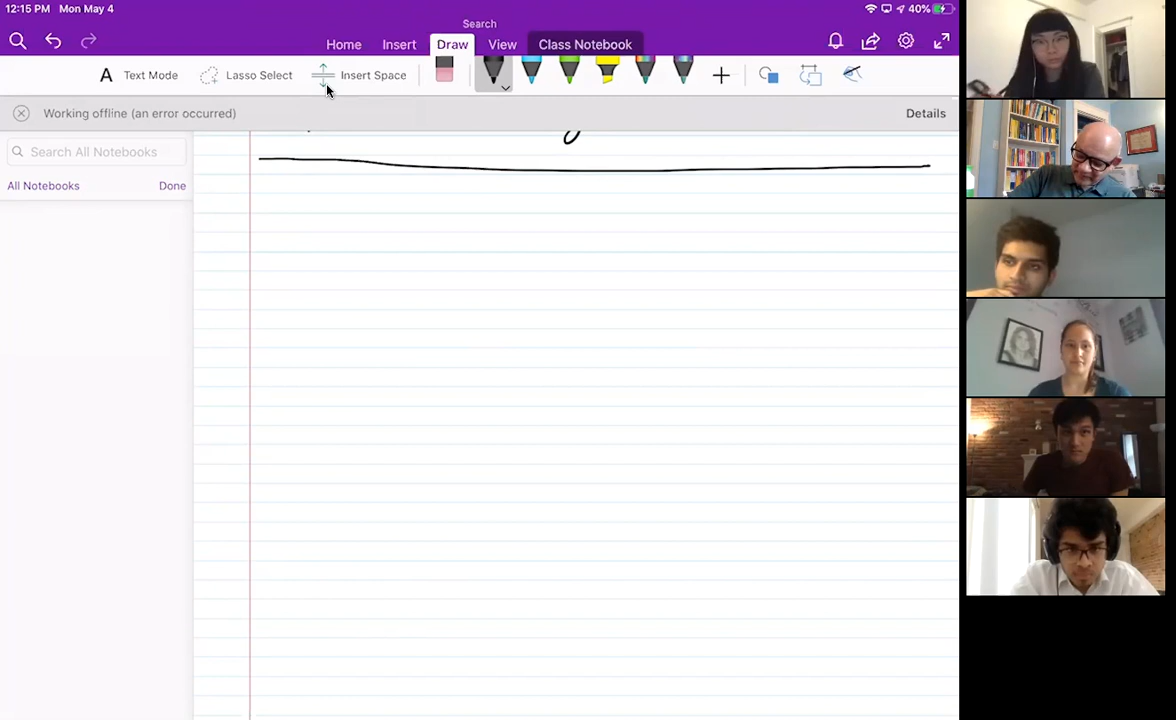 12:15 PM Mon May 4 40%
Search
Home Insert Draw View Class Notebook
A Text Mode Lasso Select Insert Space
Working offline (an error occurred) Details
Search All Notebooks
All Notebooks Done